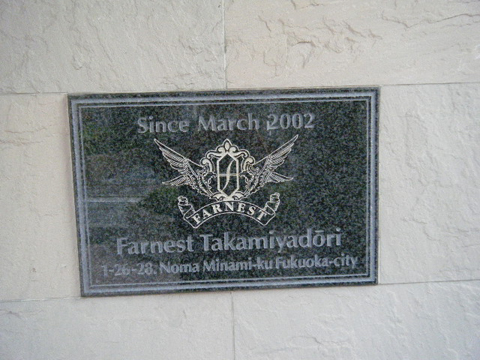 Since March 2002
FARNEST
Farnest Takamiyadōri
1-26-28, Noma Minami-ku Fukuoka-city